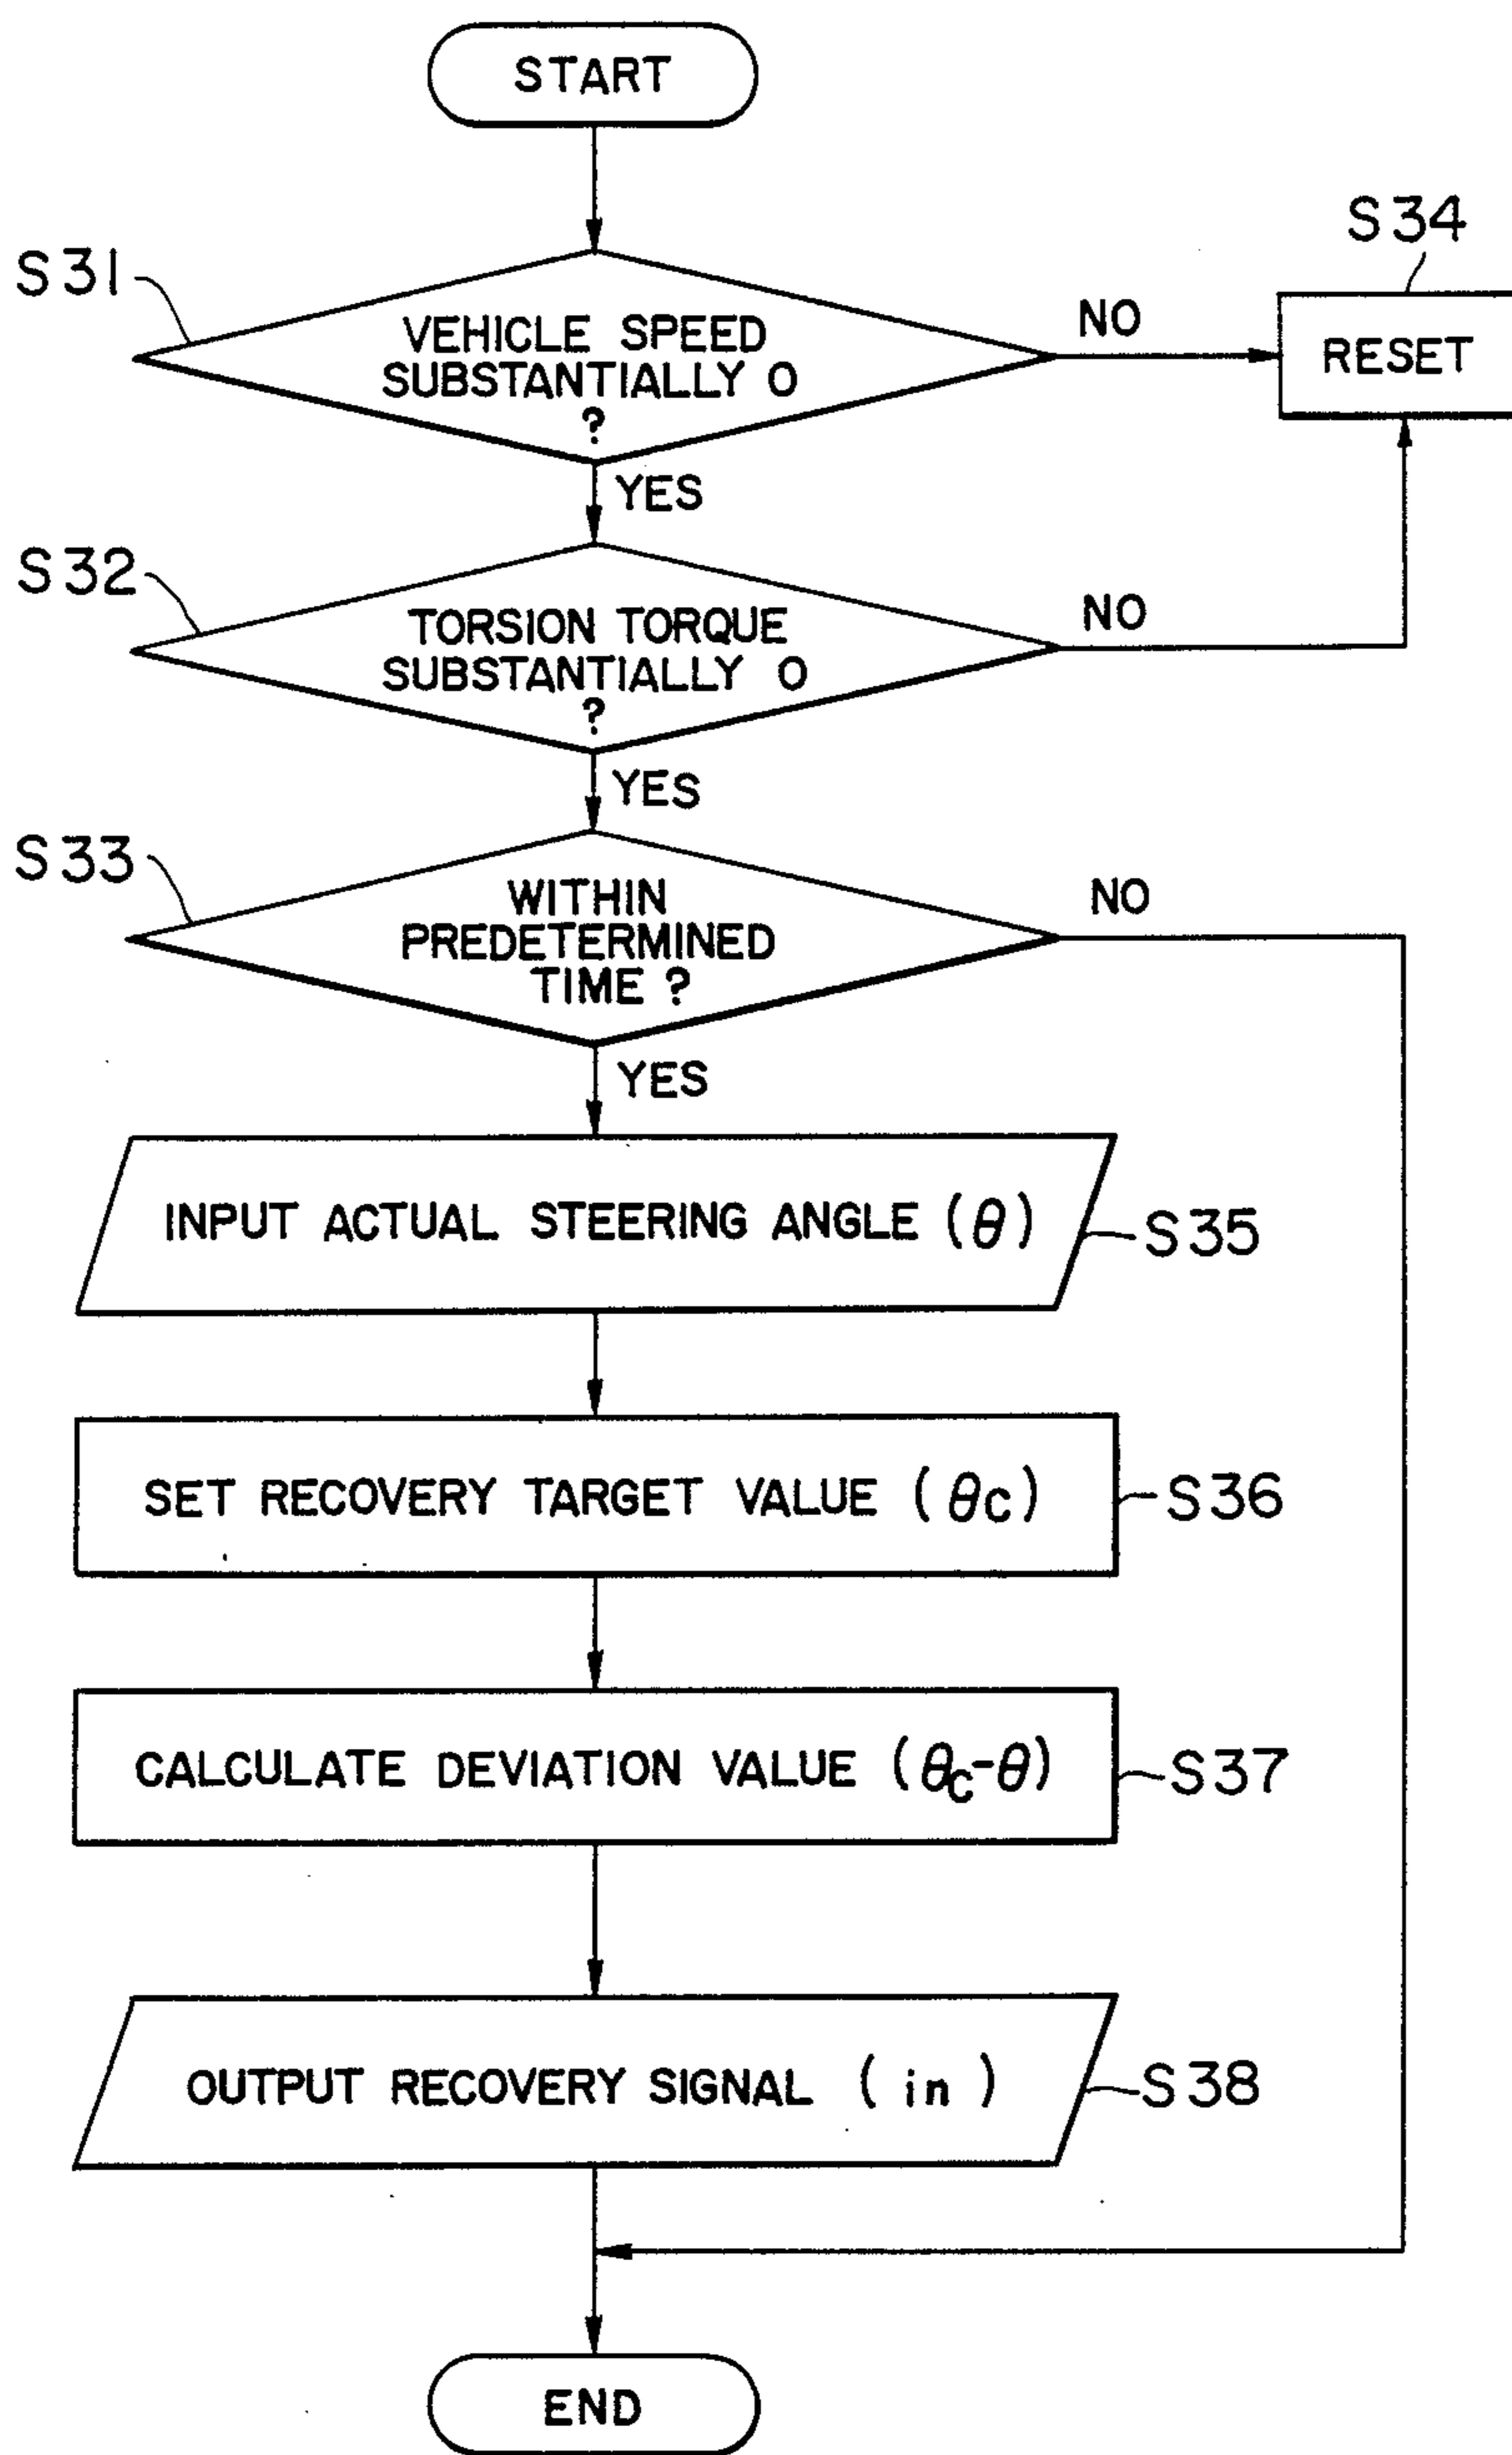 START
S34
S31
VEHICLE SPEED
SUBSTANTIALLY 0
?
NO
RESET
YES
S32
TORSION TORQUE
SUBSTANTIALLY 0
?
NO
YES
S33
WITHIN
PREDETERMINED
TIME ?
NO
YES
INPUT ACTUAL STEERING ANGLE (θ)
S35
SET RECOVERY TARGET VALUE (θc)
S36
CALCULATE DEVIATION VALUE (θc-θ)
S37
OUTPUT RECOVERY SIGNAL (in)
S38
END